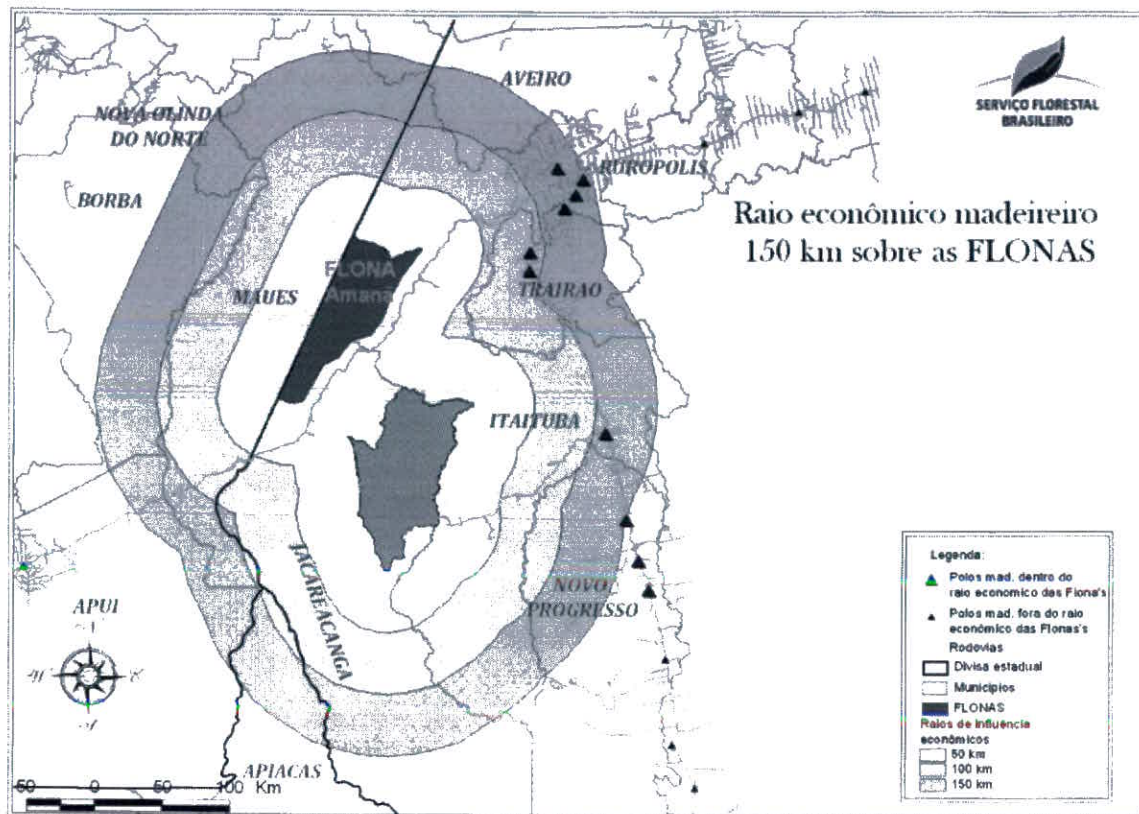 AVEIRO
SERVIÇO FLORESTAL
BRASILEIRO
NOVA OLINDA
DO NORTE
RUROPOLIS
BORBA
Raio econômico madeireiro
150 km sobre as FLONAS
FLONA
Amana
MAUES
TRAIRAO
ITAITUBA
JACAREACANGA
NOVO
PROGRESSO
APUI
APIACAS
50 0 50 100 Km
Legenda:
Polos mad. dentro do
raio economico das Flona's
Polos mad. fora do raio
econômico das Flonas's
Rodovias
Divisa estadual
Municípios
FLONAS
Raios de influencia
econômicos
50 km
100 km
150 km